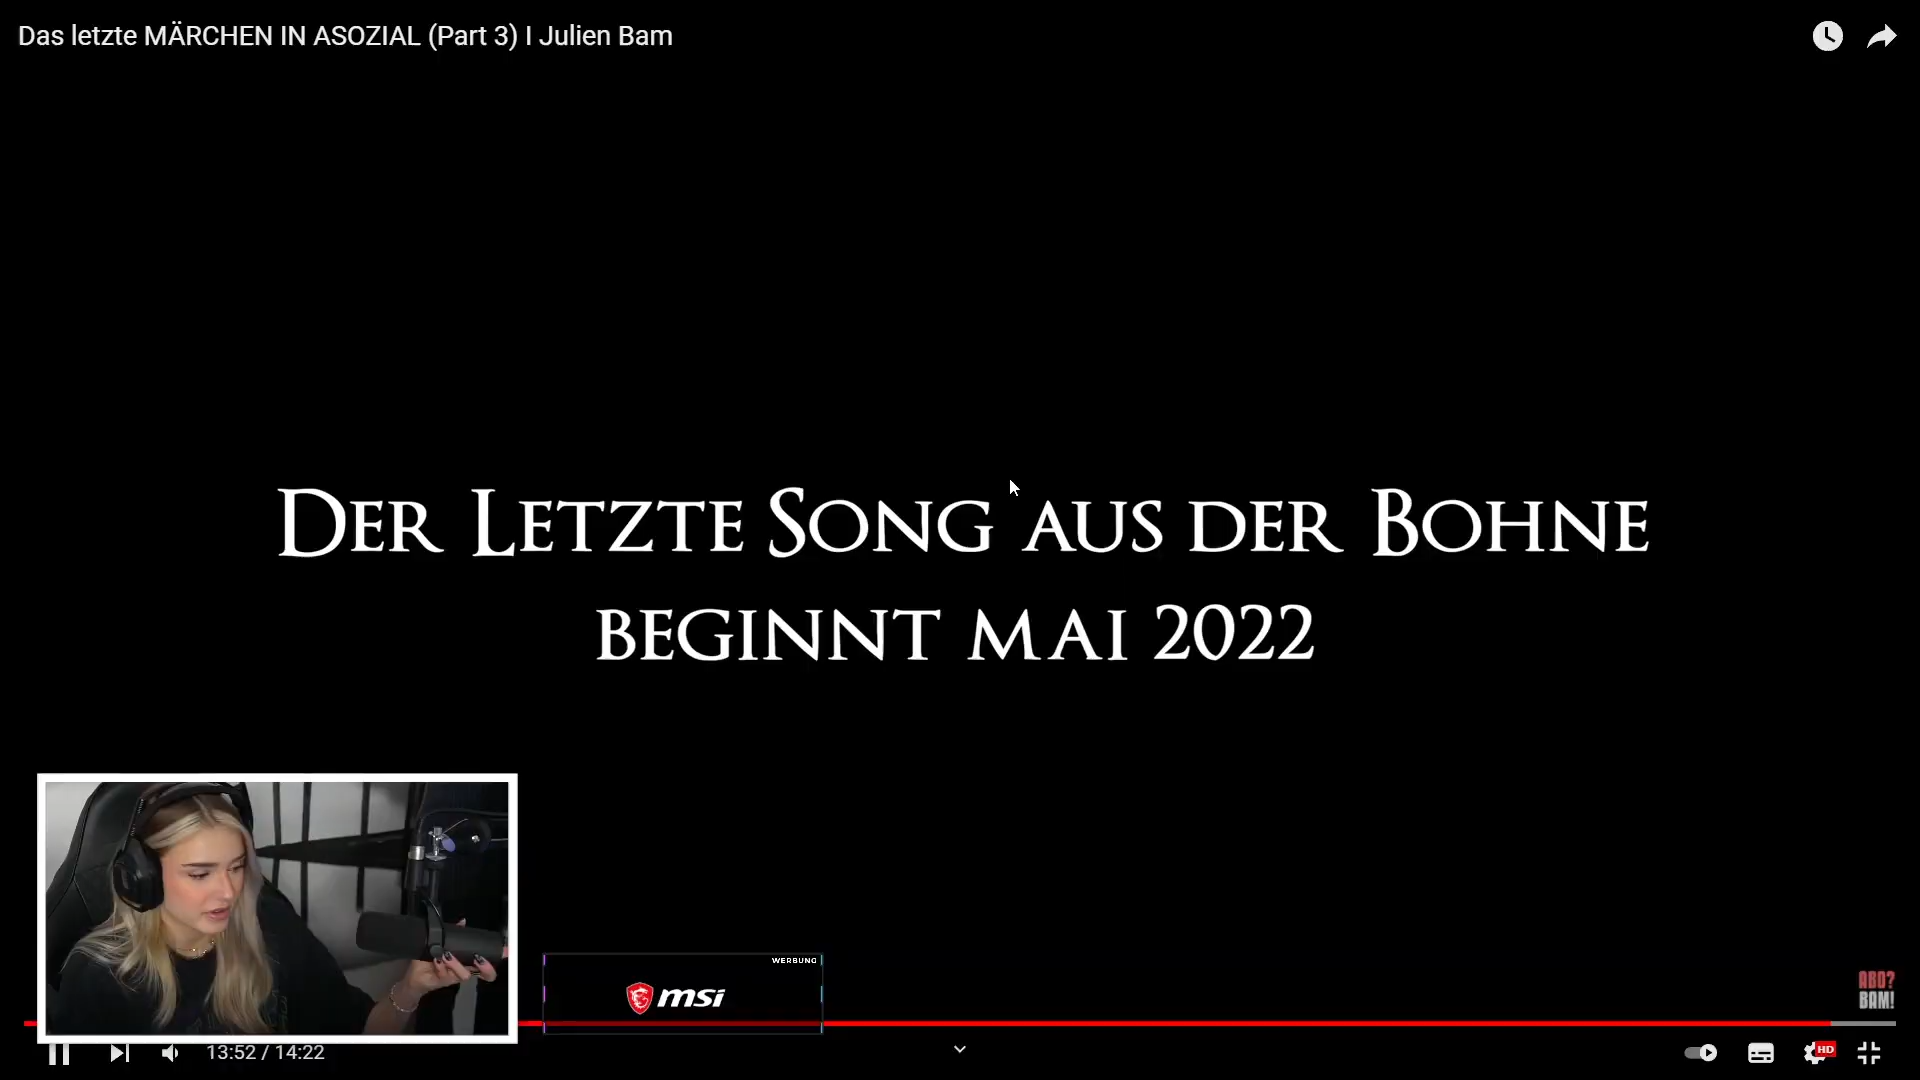 Das letzte MÄRCHEN IN ASOZIAL (Part 3) I Julien Bam
DER LETZTE SONG AUS DER BOHNE
BEGINNT MAI 2022
WERBUNG
msi
ABO?
BAM!
13:52 / 14:22
HD